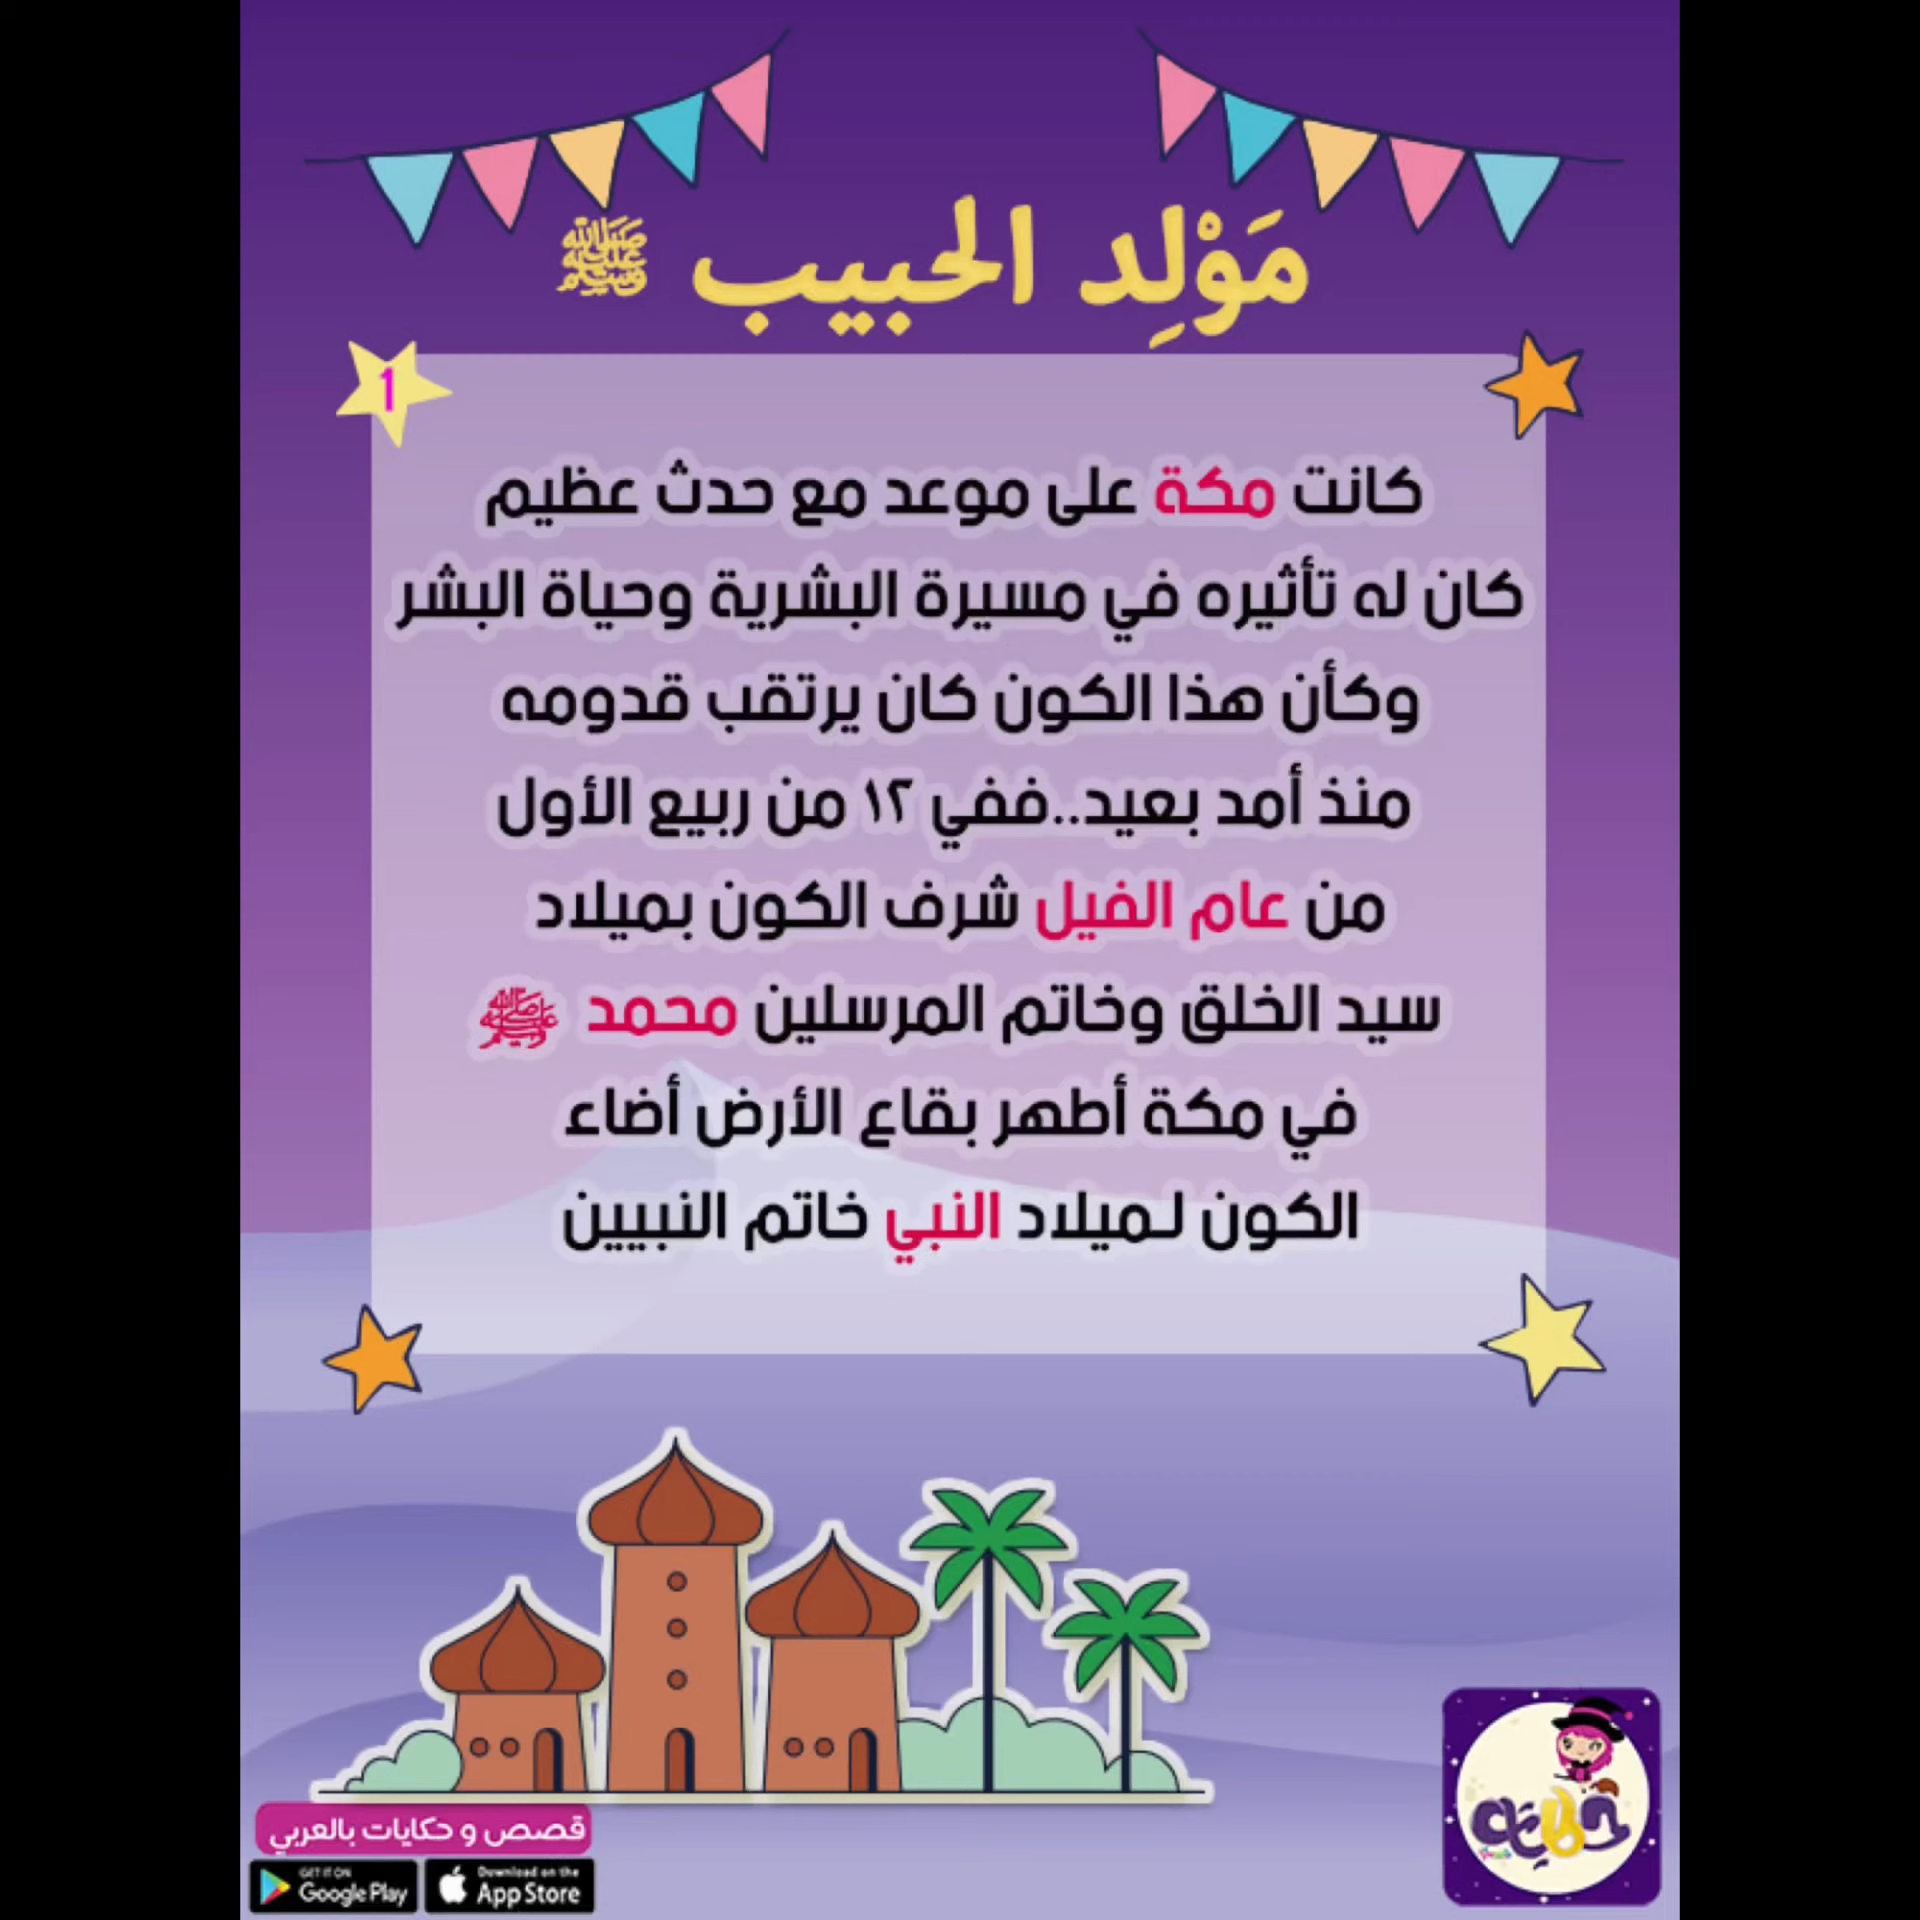 مَوْلِد الحبيب ﷺ
1
كانت مكة على موعد مع حدث عظيم
كان له تأثيره في مسيرة البشرية وحياة البشر
وكأن هذا الكون كان يرتقب قدومه
منذ أمد بعيد..ففي ١٢ من ربيع الأول
من عام الفيل شرف الكون بميلاد
سيد الخلق وخاتم المرسلين محمد ﷺ
في مكة أطهر بقاع الأرض أضاء
الكون لميلاد النبي خاتم النبيين
قصص و حكايات بالعربي
GET IT ON
Google Play
Download on the
App Store